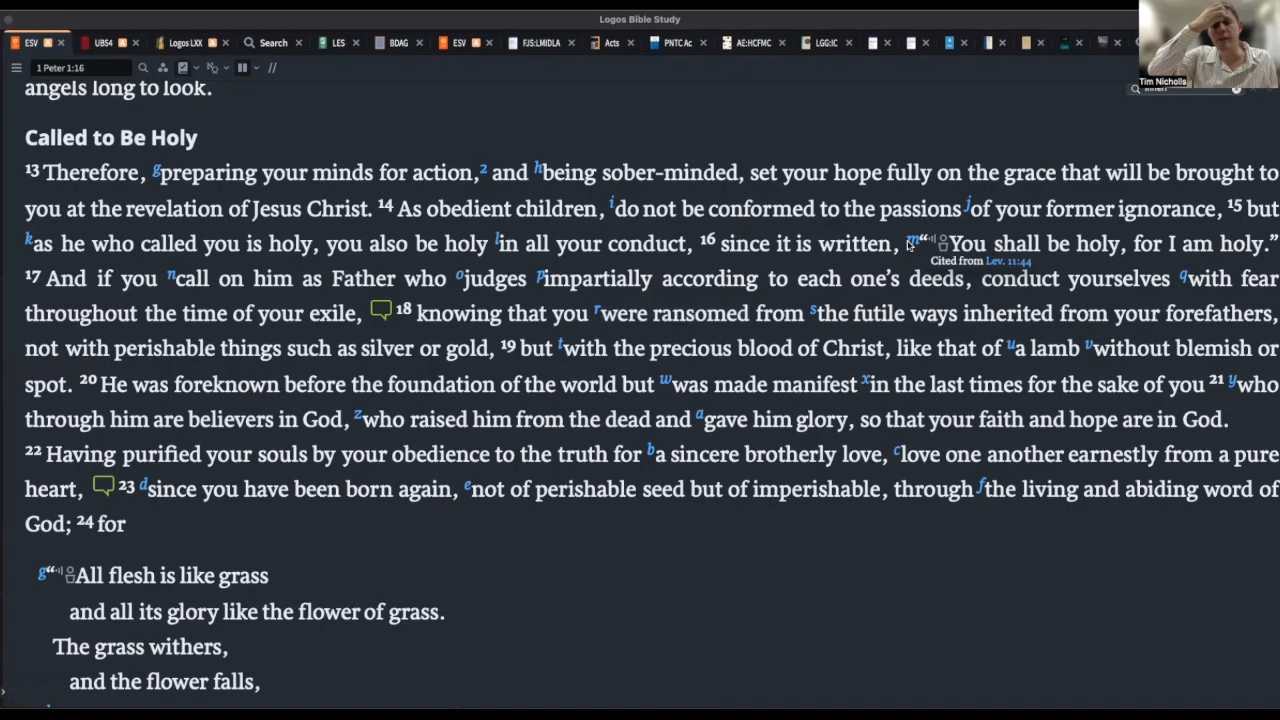 Logos Bible Study
ESV A × UBS4 A × Logos LXX A × Search × LES × BDAG × ESV A × FJS:LMIDLA × Acts × PNTC Ac × AE:HCFMC × LGG:IC ×
1 Peter 1:16
Tim Nicholls
angels long to look.
Called to Be Holy
13 Therefore, g preparing your minds for action,2 and h being sober-minded, set your hope fully on the grace that will be brought to
you at the revelation of Jesus Christ. 14 As obedient children, i do not be conformed to the passions j of your former ignorance, 15 but
k as he who called you is holy, you also be holy l in all your conduct, 16 since it is written, m “You shall be holy, for I am holy.”
Cited from Lev. 11:44
17 And if you n call on him as Father who o judges p impartially according to each one’s deeds, conduct yourselves q with fear
throughout the time of your exile, 18 knowing that you r were ransomed from s the futile ways inherited from your forefathers,
not with perishable things such as silver or gold, 19 but t with the precious blood of Christ, like that of u a lamb v without blemish or
spot. 20 He was foreknown before the foundation of the world but w was made manifest x in the last times for the sake of you 21 y who
through him are believers in God, z who raised him from the dead and a gave him glory, so that your faith and hope are in God.
22 Having purified your souls by your obedience to the truth for b a sincere brotherly love, c love one another earnestly from a pure
heart, 23 d since you have been born again, e not of perishable seed but of imperishable, through f the living and abiding word of
God; 24 for
g “All flesh is like grass
and all its glory like the flower of grass.
The grass withers,
and the flower falls,